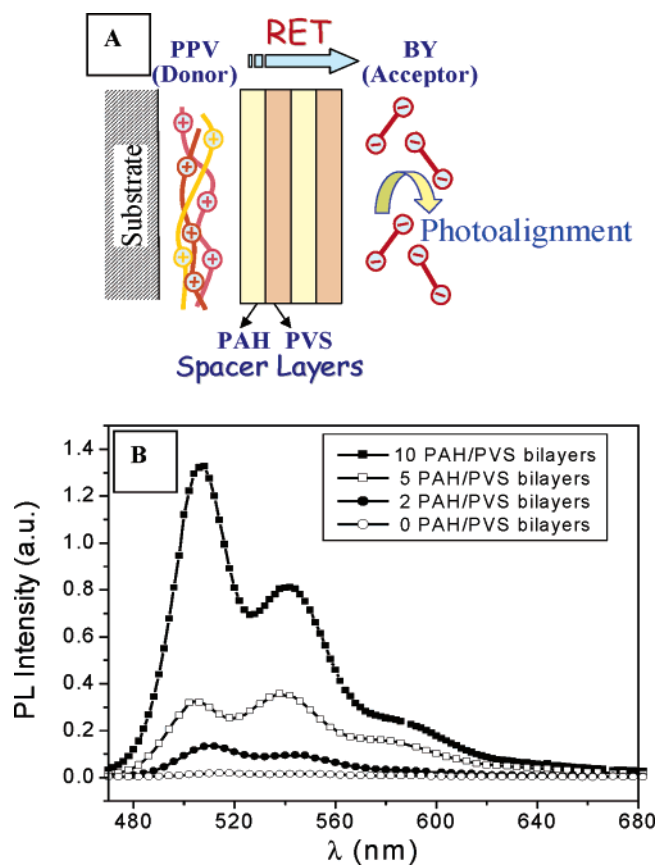 A
RET
PPV
(Donor)
BY
(Acceptor)
Substrate
+ + + + + + +
- - - - - - - -
Photoalignment
PAH PVS
Spacer Layers
B
10 PAH/PVS bilayers
5 PAH/PVS bilayers
2 PAH/PVS bilayers
0 PAH/PVS bilayers
PL Intensity (a.u.)
1.4
1.2
1.0
0.8
0.6
0.4
0.2
0.0
480 520 560 600 640 680
λ (nm)